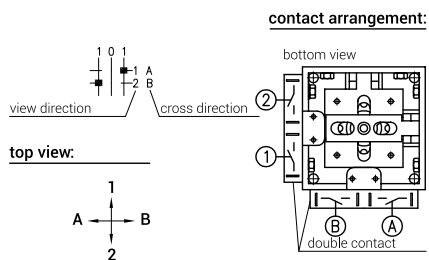 contact arrangement:
1 0 1
bottom view
1 A
2 B
view direction
cross direction
2
top view:
1
1
A B
2
B A
double contact